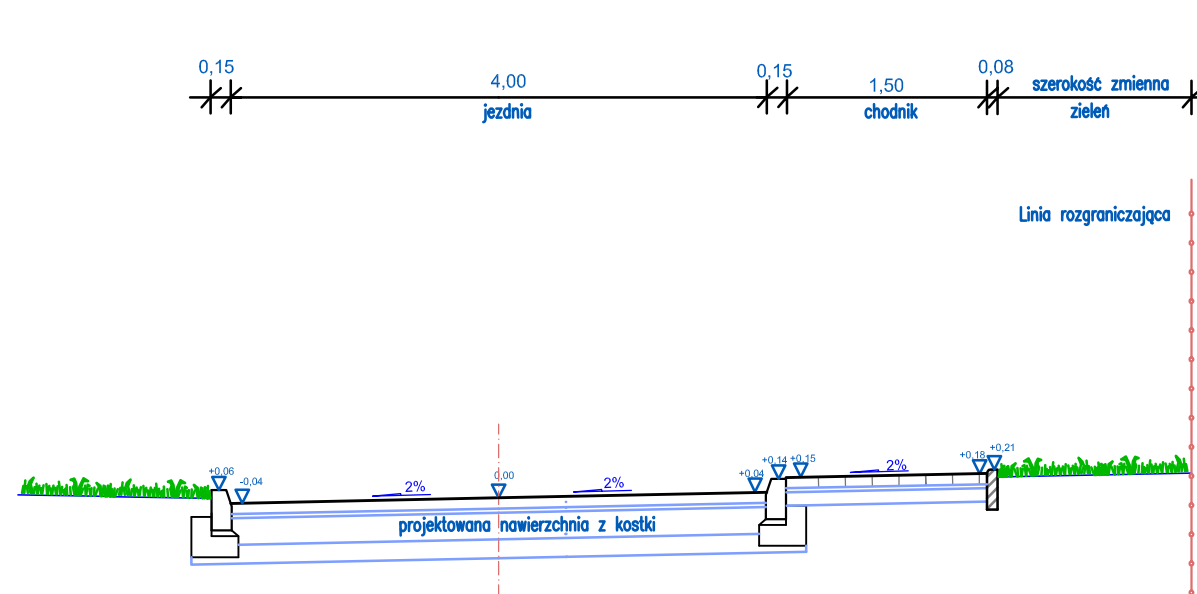 0,15
4,00
0,15
1,50
0,08
szerokość zmienna
jezdnia
chodnik
zieleń
Linia rozgraniczająca
+0,06
-0,04
2%
0,00
2%
+0,04
+0,14
+0,15
2%
+0,18
+0,21
projektowana nawierzchnia z kostki